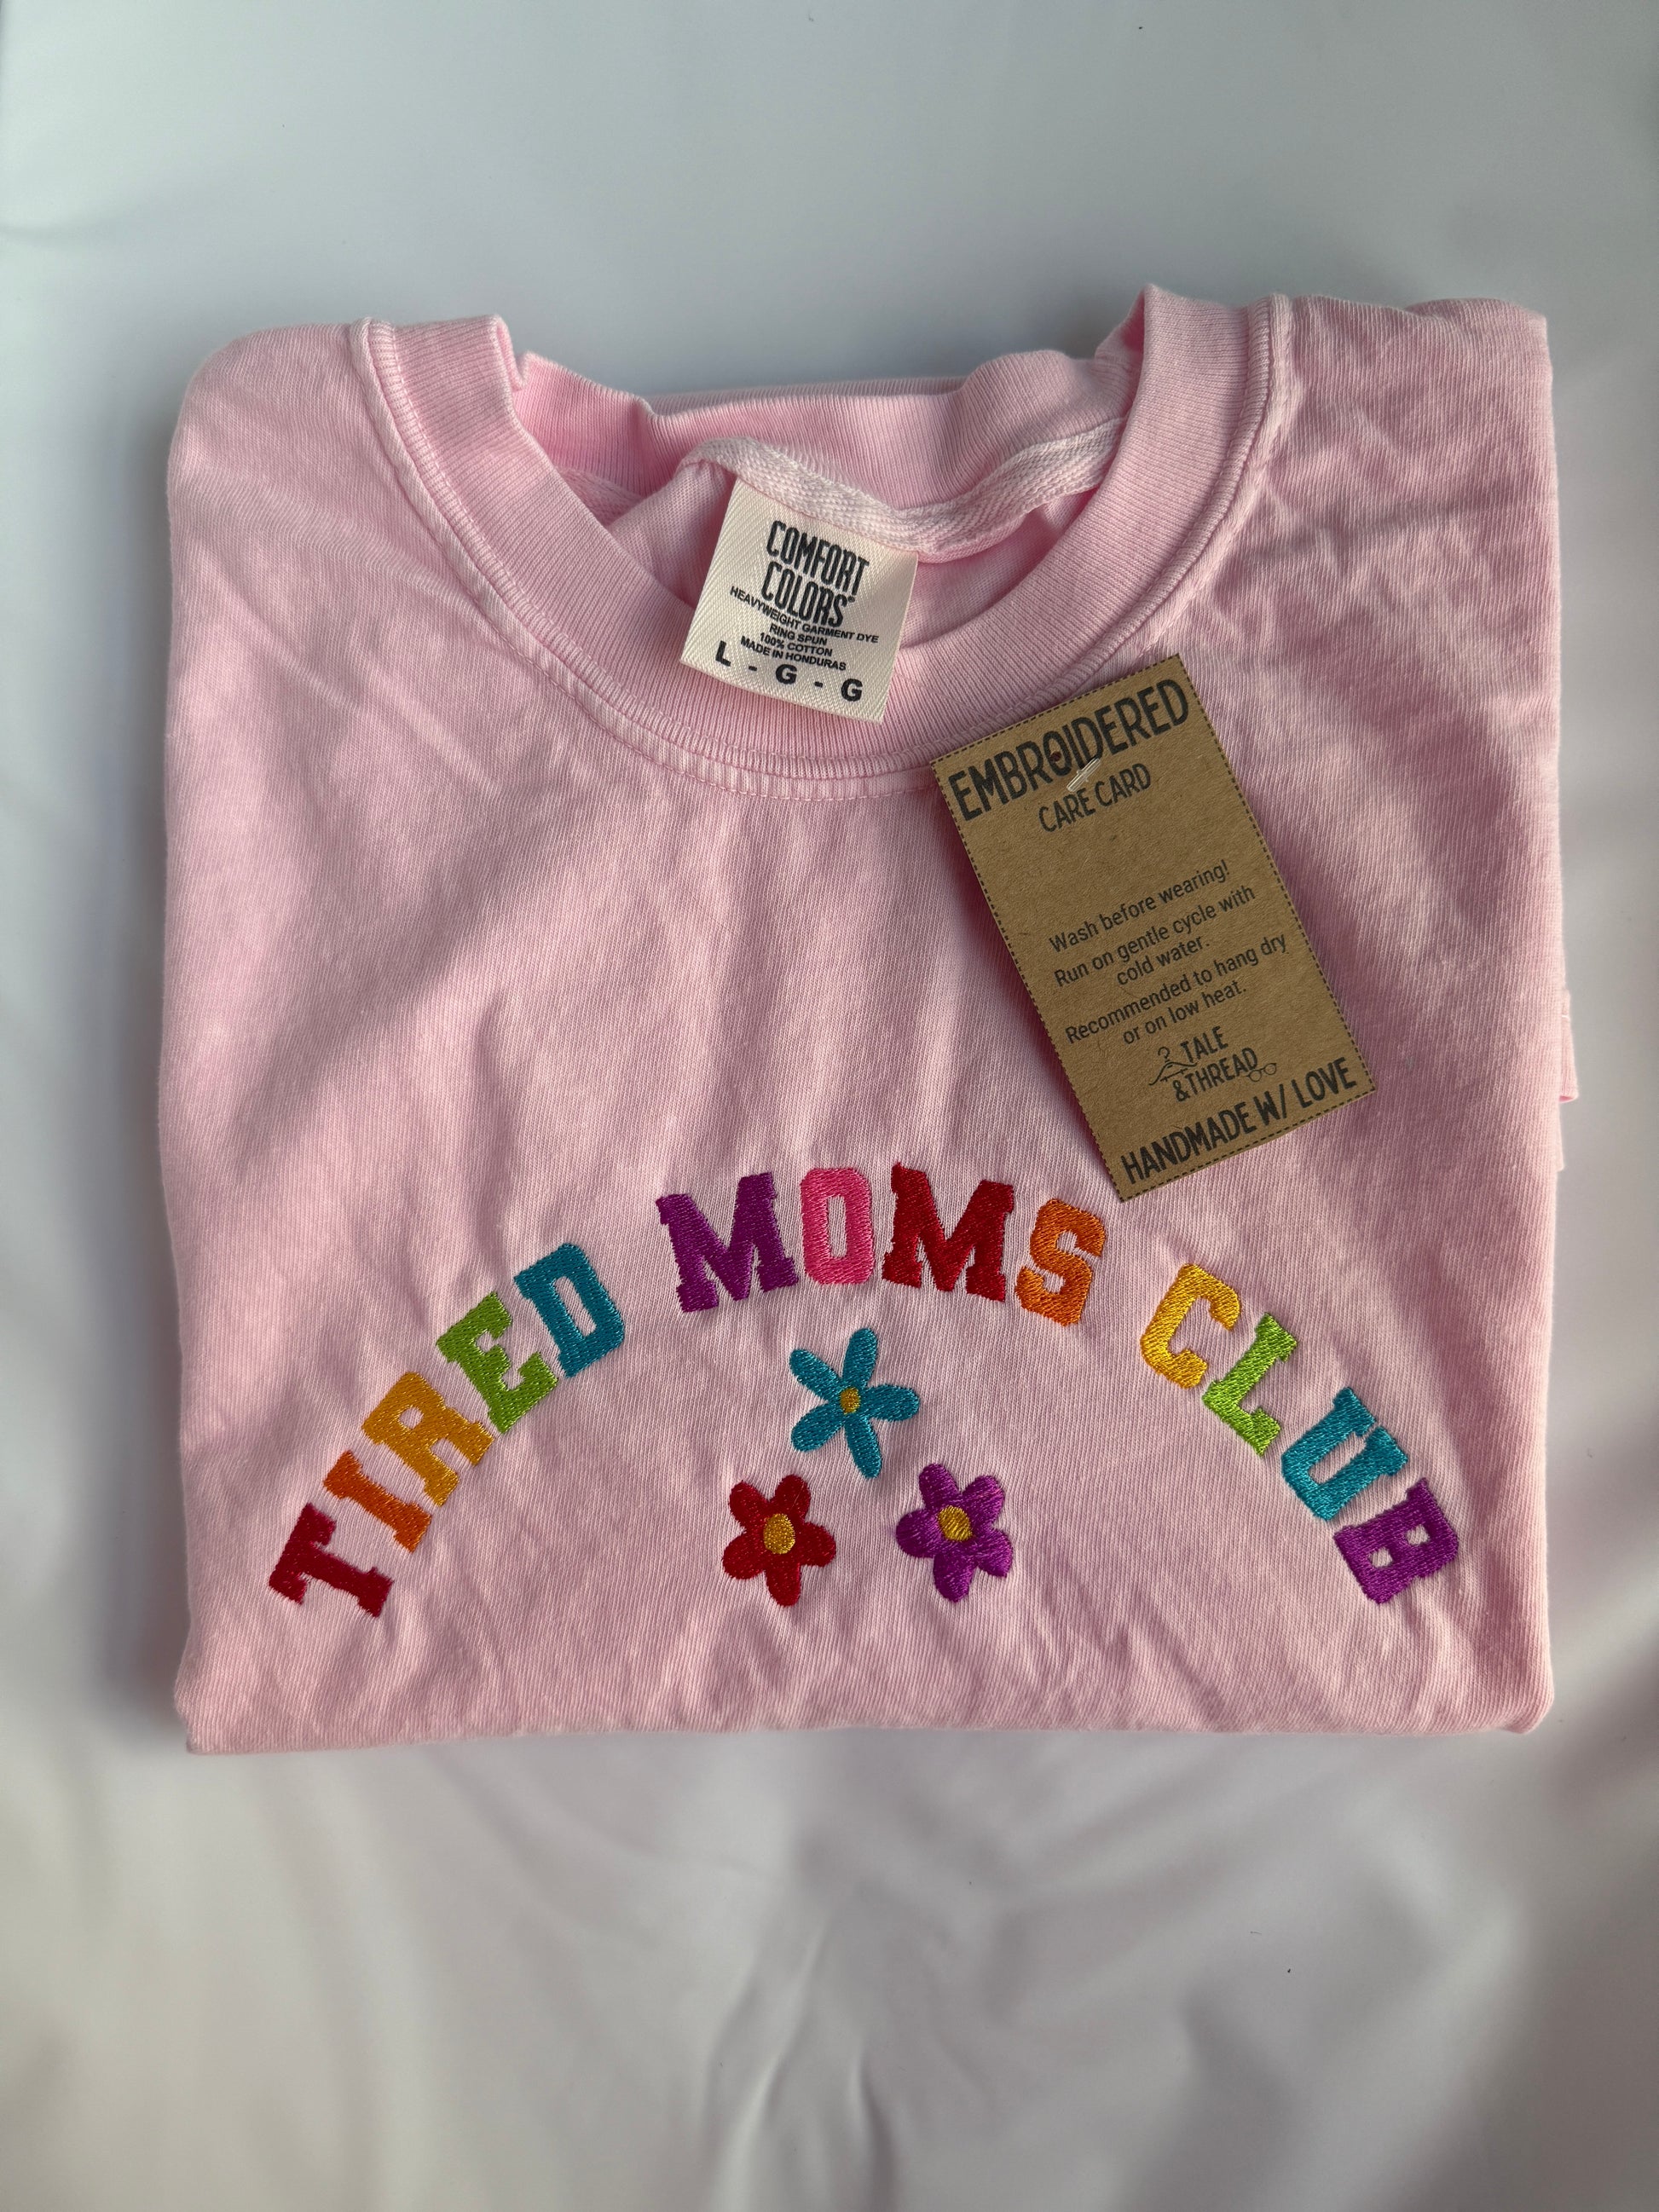 COMFORT
COLORS
HEAVYWEIGHT GARMENT DYE
RING SPUN
100% COTTON
MADE IN HONDURAS
L - G - G
EMBROIDERED
CARE CARD
Wash before wearing!
Run on gentle cycle with
cold water.
Recommended to hang dry
or on low heat.
TALE
&THREAD
HANDMADE W/ LOVE
TIRED MOMS CLUB